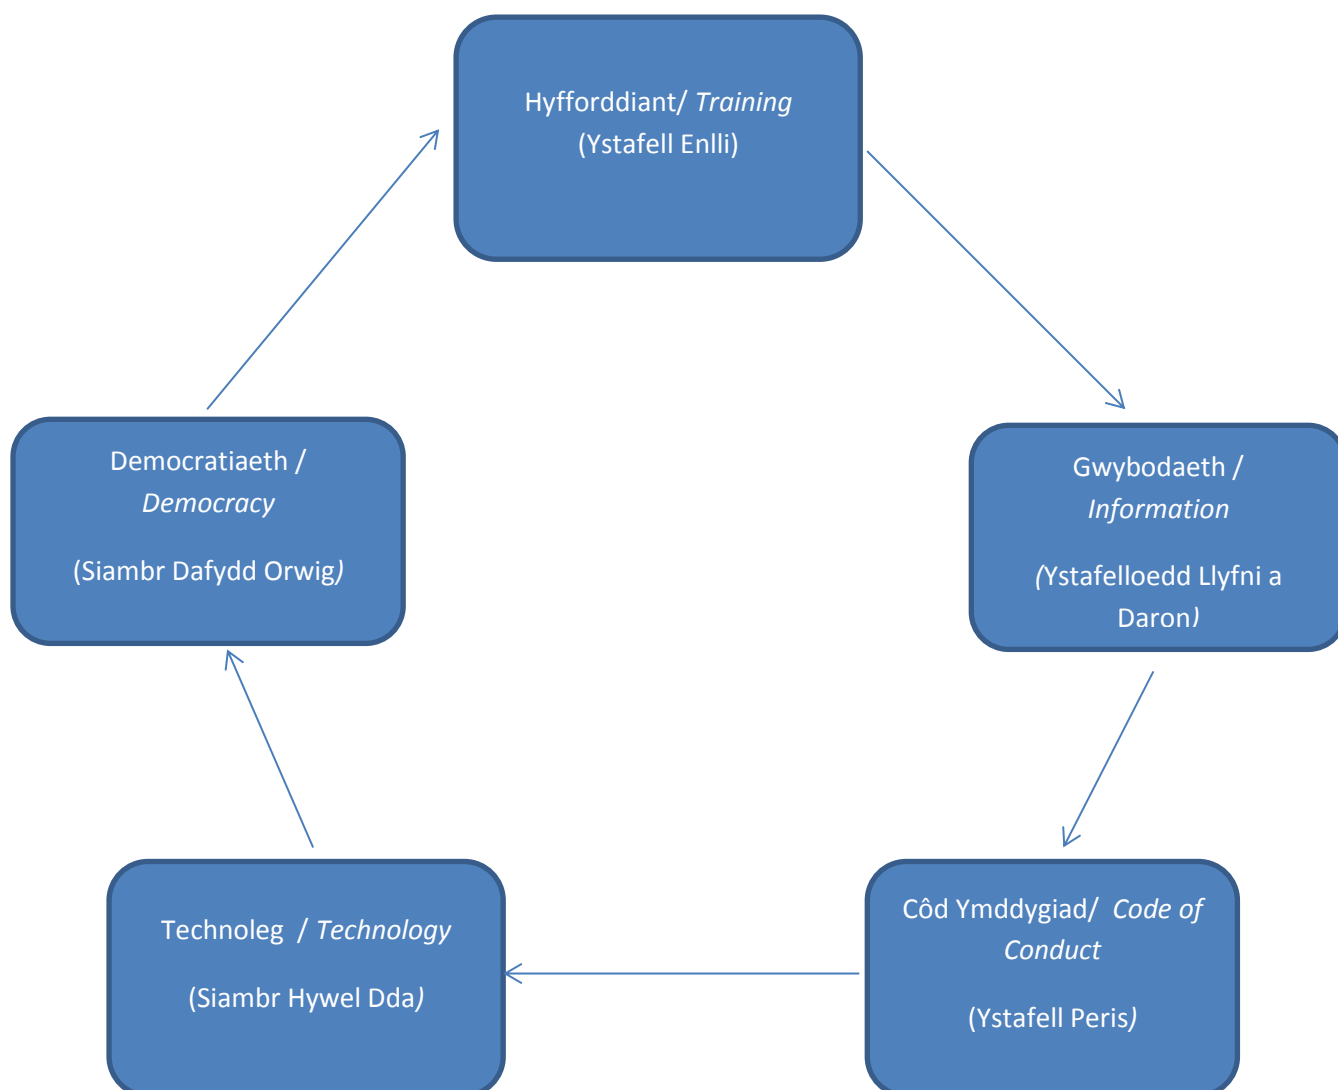 Hyfforddiant/ Training
(Ystafell Enlli)
Gwybodaeth /
Information
(Ystafelloedd Llyfni a
Daron)
Côd Ymddygiad/ Code of
Conduct
(Ystafell Peris)
Technoleg / Technology
(Siambr Hywel Dda)
Democratiaeth /
Democracy
(Siambr Dafydd Orwig)